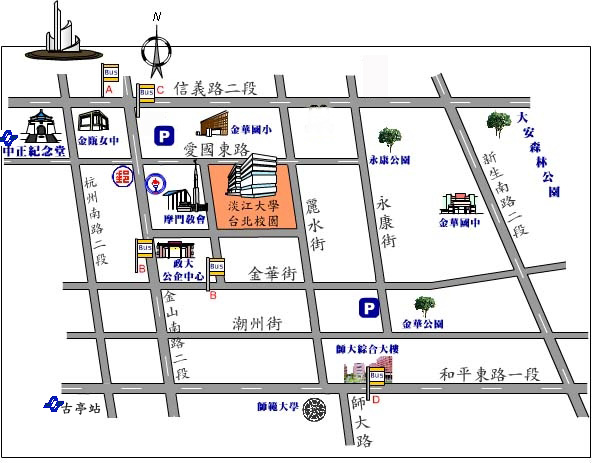 N
Bus
A
Bus
C
信義路二段
中正紀念堂
金甌女中
P
金華國小
愛國東路
永康公園
大安森林公園
杭州南路二段
郵
摩門教會
淡江大學
台北校園
麗水街
永康街
新生南路二段
金華國中
Bus
B
政大
公企中心
Bus
B
金華街
金山南路二段
潮州街
P
金華公園
師大綜合大樓
Bus
D
和平東路一段
古亭站
師範大學
師大路